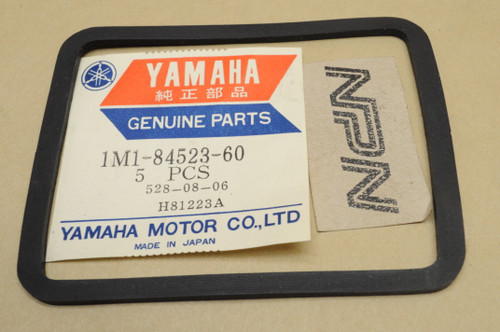 YAMAHA
純正部品
GENUINE PARTS
1M1-84523-60
5 PCS
528-08-06
H81223A
YAMAHA MOTOR CO.,LTD
MADE IN JAPAN
NPN